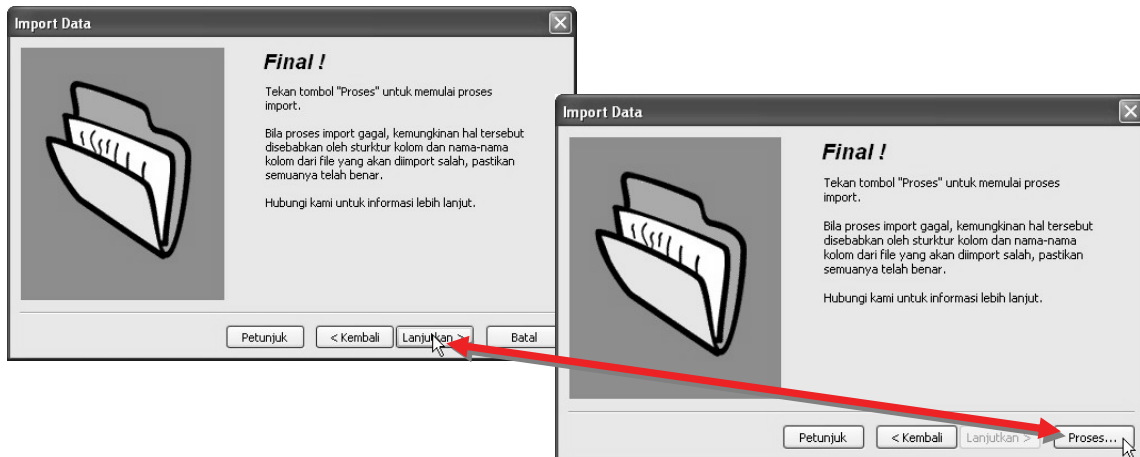 Import Data
Final !
Tekan tombol "Proses" untuk memulai proses
import.
Bila proses import gagal, kemungkinan hal tersebut
disebabkan oleh sturktur kolom dan nama-nama
kolom dari file yang akan diimport salah, pastikan
semuanya telah benar.
Hubungi kami untuk informasi lebih lanjut.
Petunjuk
< Kembali
Lanjutkan >
Batal
Import Data
Final !
Tekan tombol "Proses" untuk memulai proses
import.
Bila proses import gagal, kemungkinan hal tersebut
disebabkan oleh sturktur kolom dan nama-nama
kolom dari file yang akan diimport salah, pastikan
semuanya telah benar.
Hubungi kami untuk informasi lebih lanjut.
Petunjuk
< Kembali
Lanjutkan >
Proses...